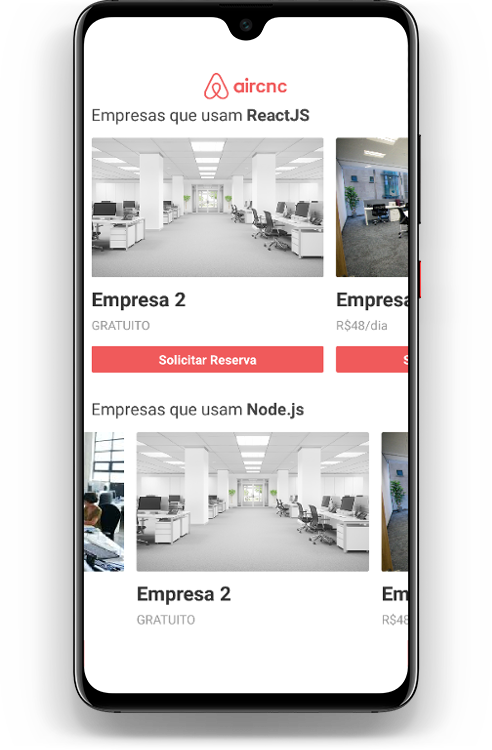 aircnc
Empresas que usam ReactJS
Empresa 2
Empresa
GRATUITO
R$48/dia
Solicitar Reserva
S
Empresas que usam Node.js
Empresa 2
Em
GRATUITO
R$48